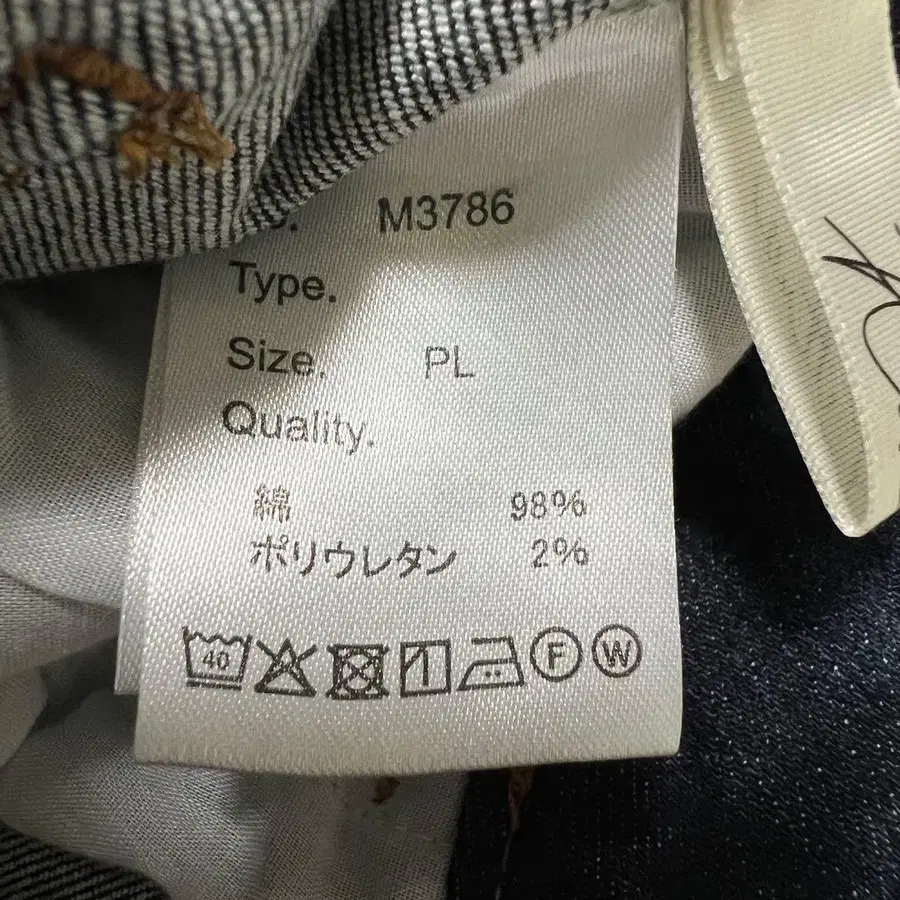 M3786
Type.
Size. PL
Quality.
綿 98%
ポリウレタン 2%
40 F W